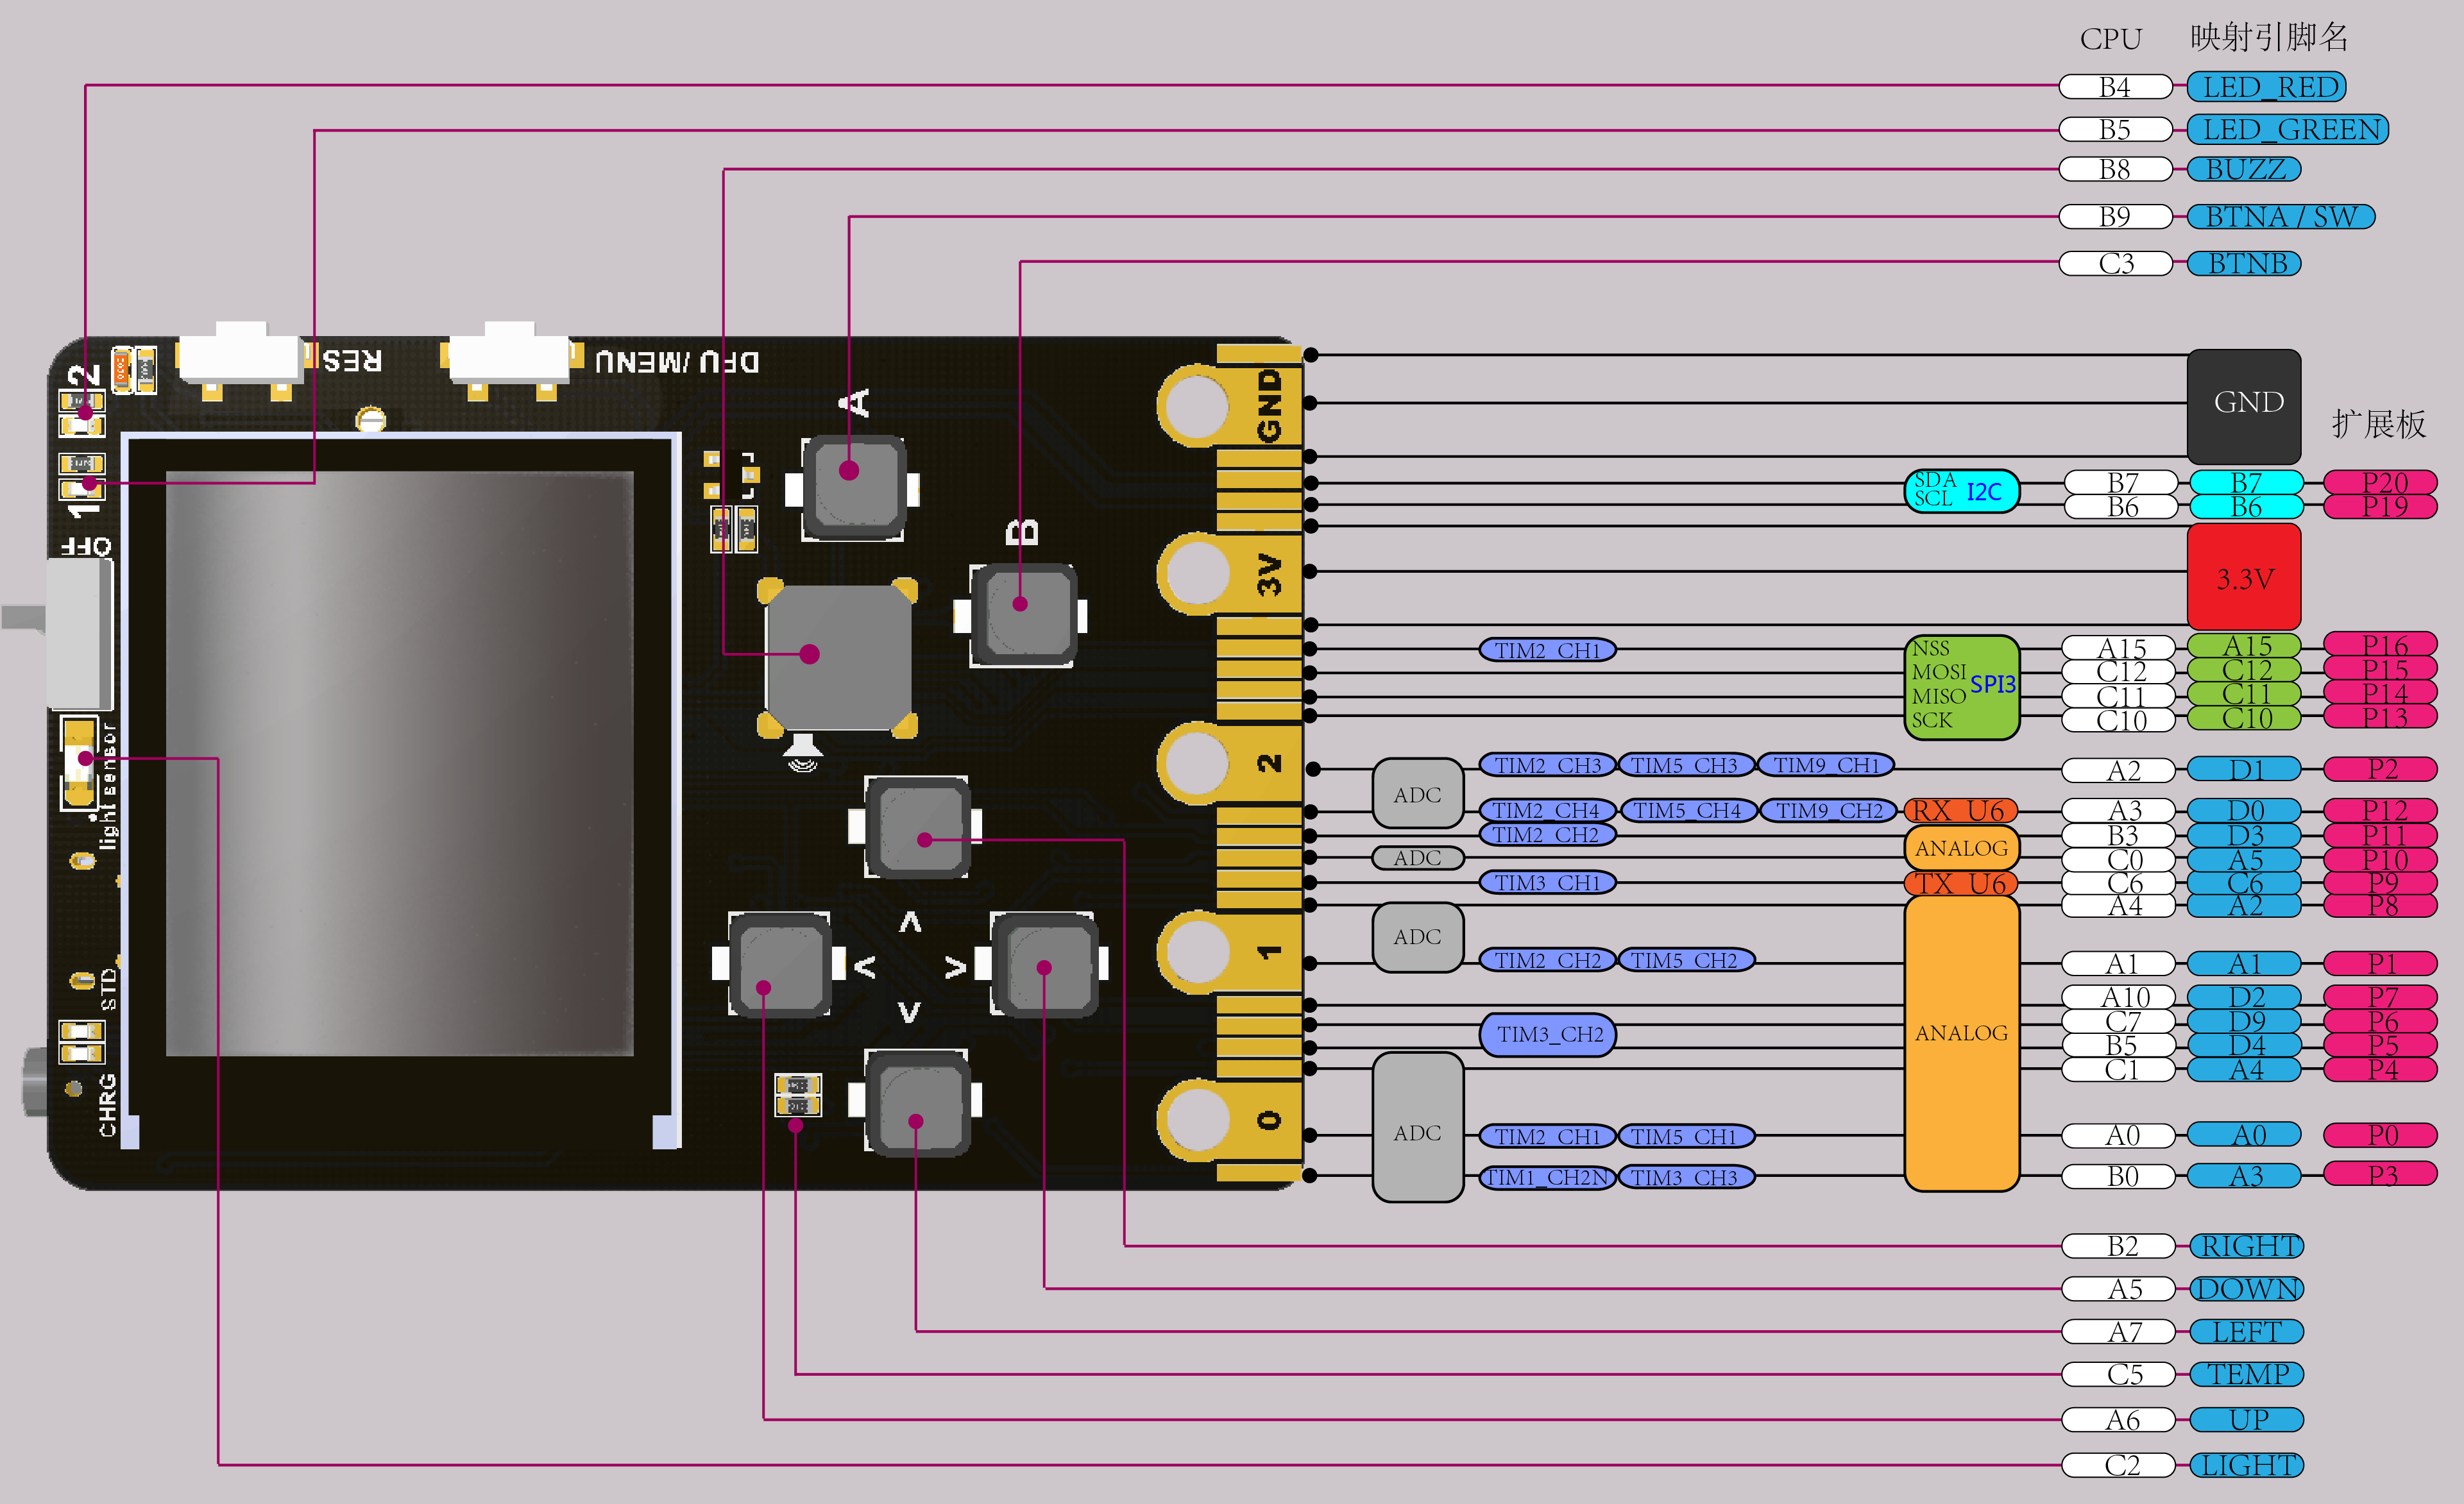 CPU 映射引脚名
B4 LED_RED
B5 LED_GREEN
B8 BUZZ
B9 BTNA / SW
C3 BTNB
2
RES
DFU /MENU
A
1
OFF
B
lightsensor
STD
CHRG
<
^
>
v
GND
3V
2
1
0
GND
扩展板
SDA
SCL
I2C
B7 B7 P20
B6 B6 P19
3.3V
TIM2_CH1
NSS
MOSI
MISO
SCK
SPI3
A15 A15 P16
C12 C12 P15
C11 C11 P14
C10 C10 P13
ADC
TIM2_CH3 TIM5_CH3 TIM9_CH1 A2 D1 P2
TIM2_CH4 TIM5_CH4 TIM9_CH2 RX_U6 A3 D0 P12
TIM2_CH2 B3 D3 P11
ANALOG
ADC C0 A5 P10
TIM3_CH1 TX_U6 C6 C6 P9
A4 A2 P8
ADC
TIM2_CH2 TIM5_CH2 A1 A1 P1
A10 D2 P7
TIM3_CH2 C7 D9 P6
ANALOG
B5 D4 P5
C1 A4 P4
ADC
TIM2_CH1 TIM5_CH1 A0 A0 P0
TIM1_CH2N TIM3_CH3 B0 A3 P3
B2 RIGHT
A5 DOWN
A7 LEFT
C5 TEMP
A6 UP
C2 LIGHT